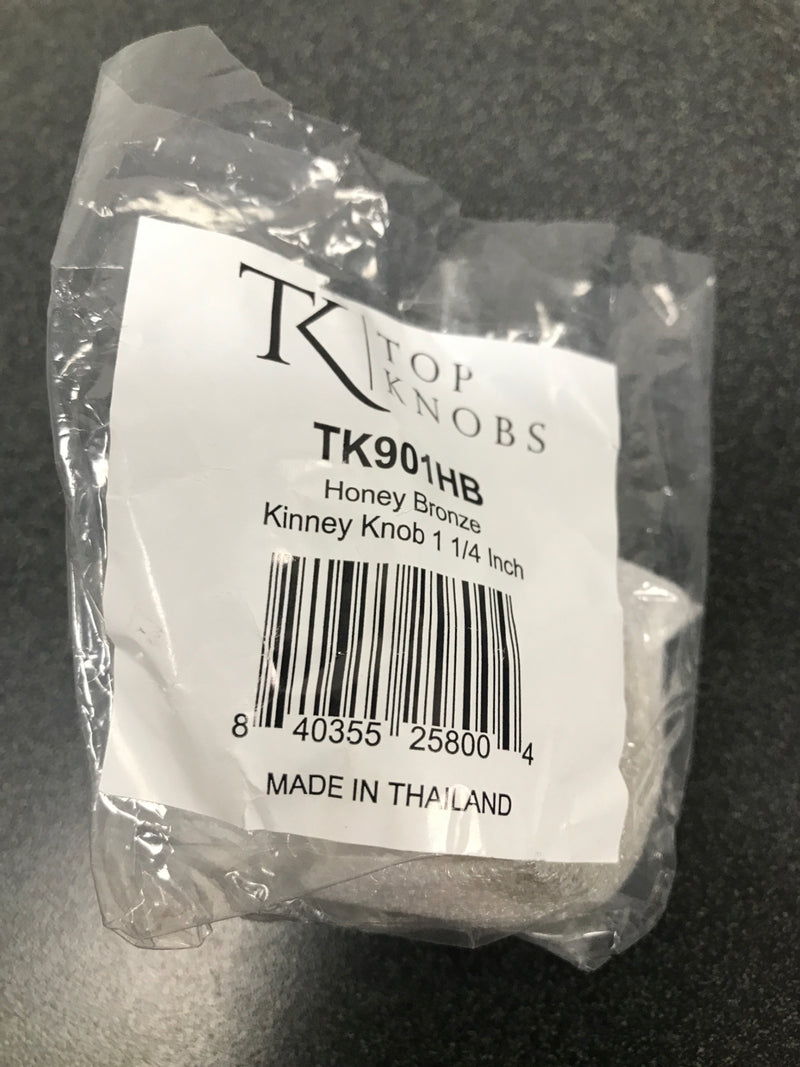 TK TOP
KNOBS
TK901HB
Honey Bronze
Kinney Knob 1 1/4 Inch
8 40355 25800 4
MADE IN THAILAND